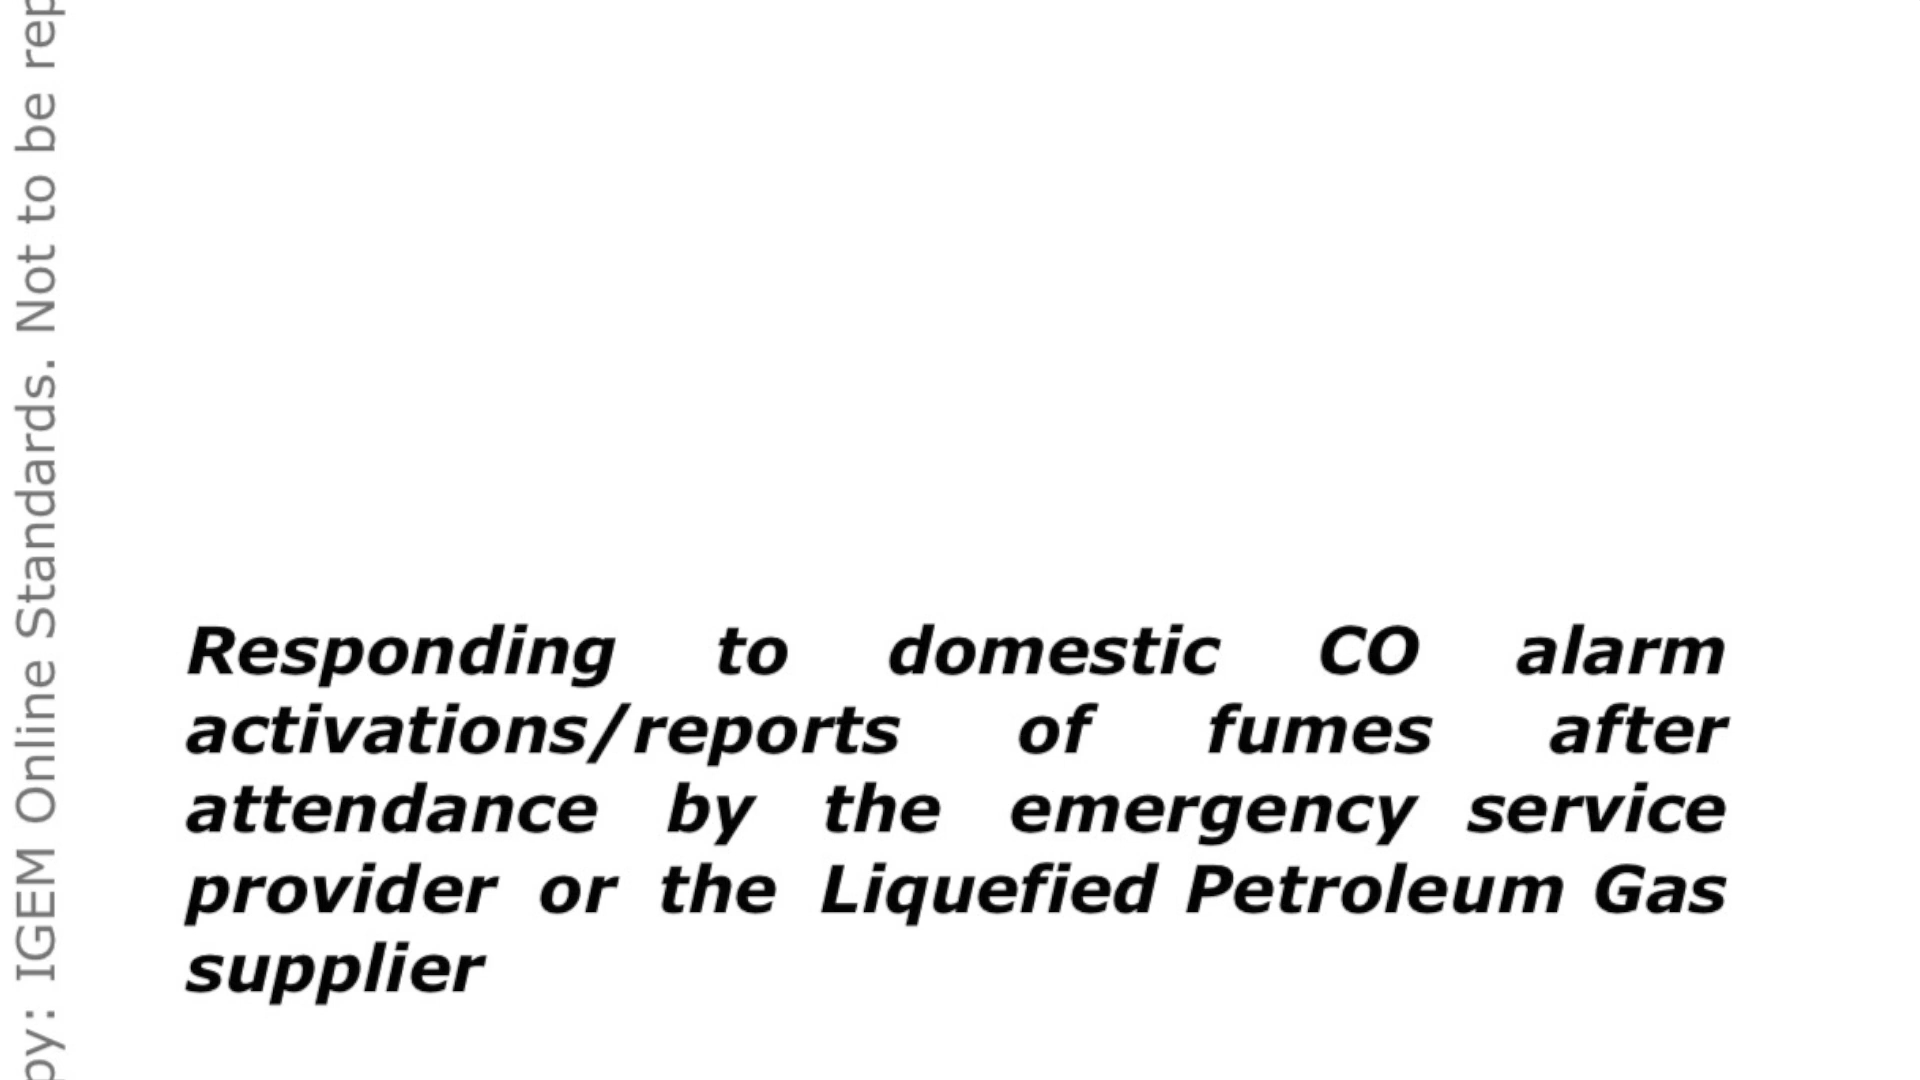 py: IGEM Online Standards. Not to be rep
Responding to domestic CO alarm
activations/reports of fumes after
attendance by the emergency service
provider or the Liquefied Petroleum Gas
supplier